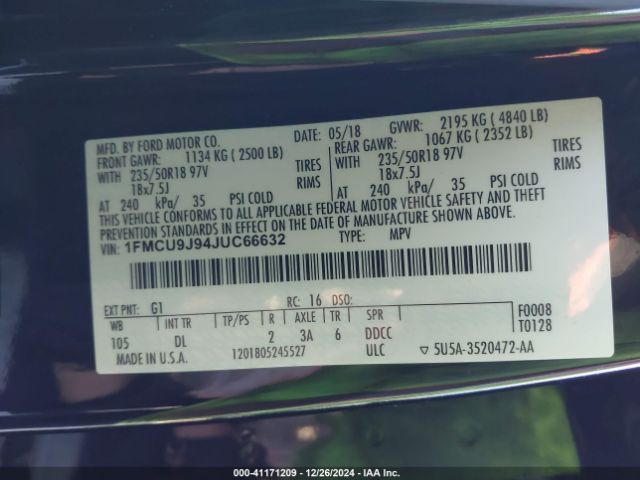 MFD. BY FORD MOTOR CO. DATE: 05/18 GVWR: 2195 KG ( 4840 LB)
FRONT GAWR: 1134 KG ( 2500 LB) REAR GAWR: 1067 KG ( 2352 LB)
WITH 235/50R18 97V TIRES WITH 235/50R18 97V TIRES
18x7.5J RIMS 18x7.5J RIMS
AT 240 kPa/ 35 PSI COLD AT 240 kPa/ 35 PSI COLD
THIS VEHICLE CONFORMS TO ALL APPLICABLE FEDERAL MOTOR VEHICLE SAFETY AND THEFT
PREVENTION STANDARDS IN EFFECT ON THE DATE OF MANUFACTURE SHOWN ABOVE.
VIN: 1FMCU9J94JUC66632 TYPE: MPV
EXT PNT: G1 RC: 16 DSO: F0008
WB INT TR TP/PS R AXLE TR SPR T0128
105 DL 2 3A 6 DDCC
MADE IN U.S.A. 1201805245527 ULC ▽ 5U5A-3520472-AA
000-41171209 - 12/26/2024 - IAA Inc.